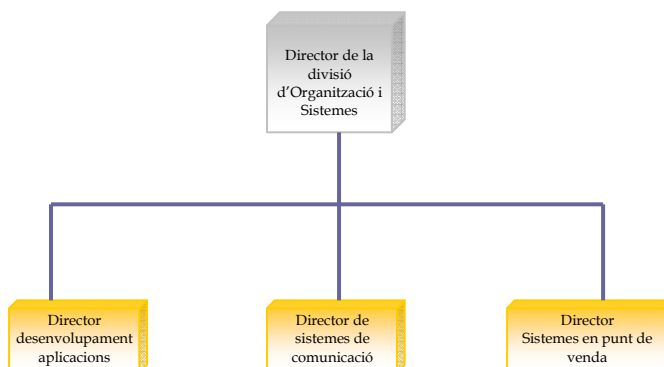 Director de la
divisió
d’Organització i
Sistemes
Director
desenvolupament
aplicacions
Director de
sistemes de
comunicació
Director
Sistemes en punt de
venda